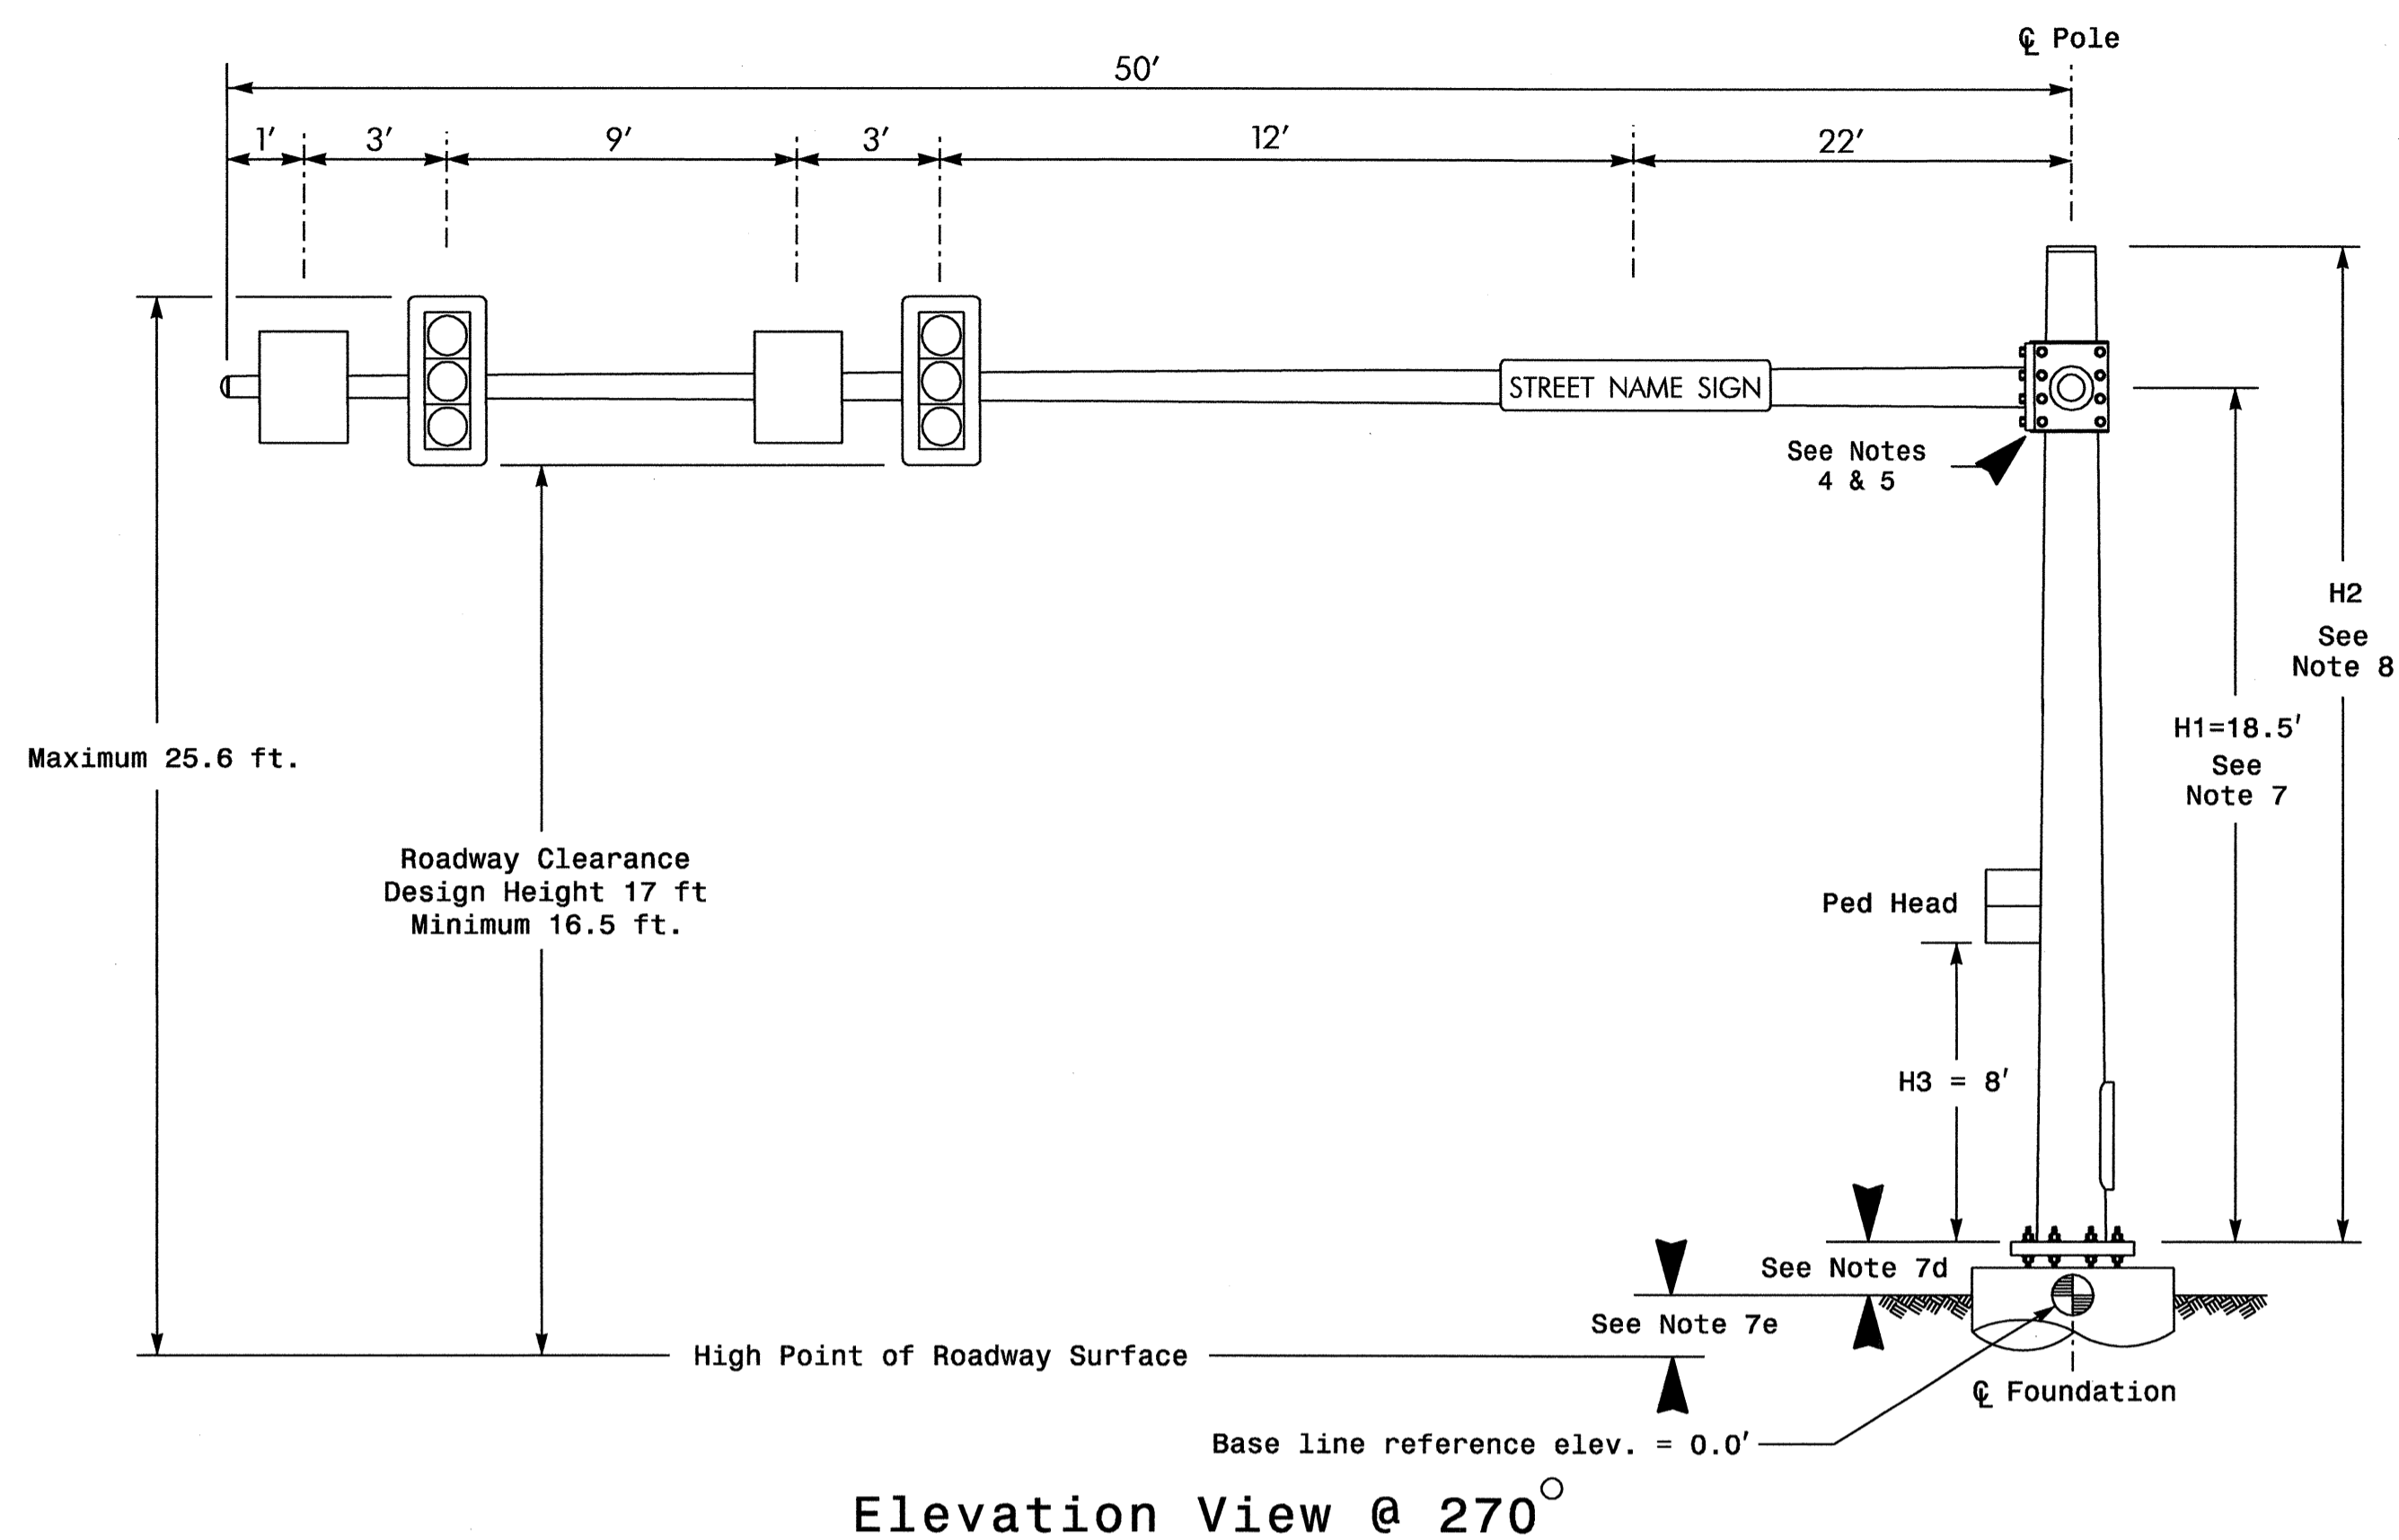 ℄ Pole
50′
1′ 3′ 9′ 3′ 12′ 22′
STREET NAME SIGN
See Notes
4 & 5
H2
See
Note 8
H1=18.5′
See
Note 7
Maximum 25.6 ft.
Roadway Clearance
Design Height 17 ft
Minimum 16.5 ft.
Ped Head
H3 = 8′
See Note 7d
See Note 7e
High Point of Roadway Surface
℄ Foundation
Base line reference elev. = 0.0′
Elevation View @ 270°